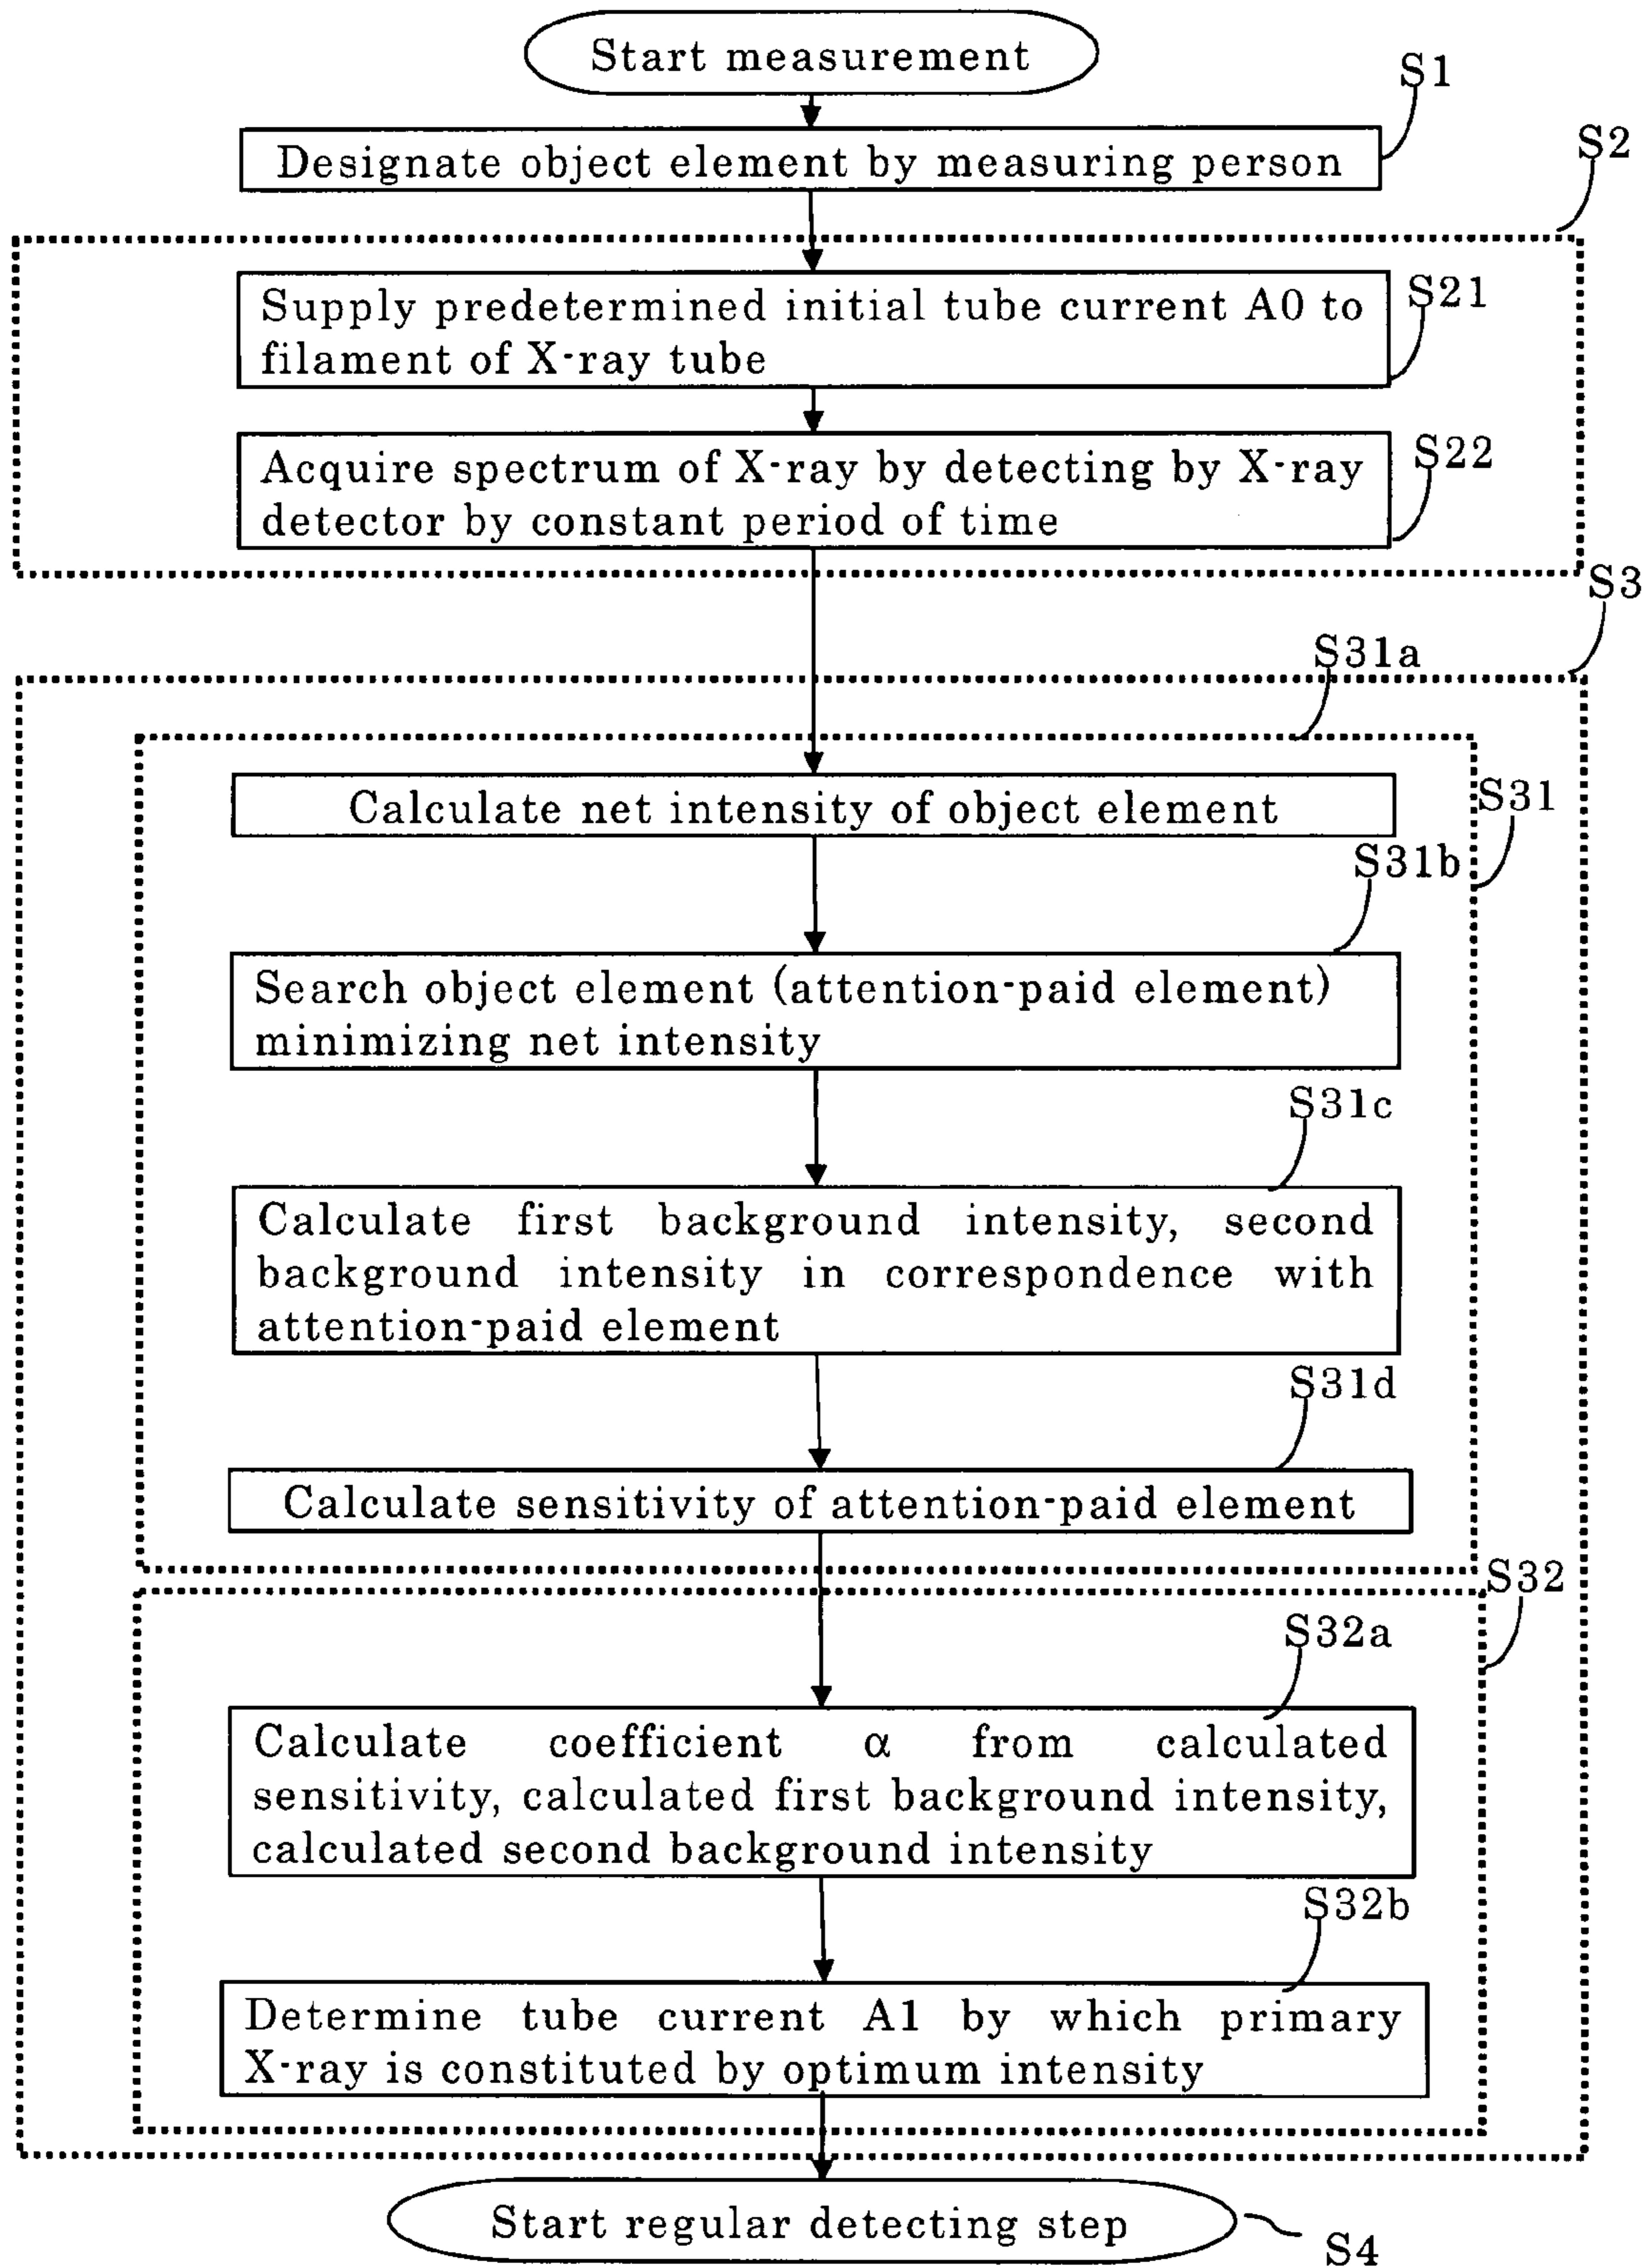 Start measurement
S1
Designate object element by measuring person
S2
Supply predetermined initial tube current A0 to
filament of X-ray tube
S21
Acquire spectrum of X-ray by detecting by X-ray
detector by constant period of time
S22
S3
S31a
Calculate net intensity of object element
S31
S31b
Search object element (attention-paid element)
minimizing net intensity
S31c
Calculate first background intensity, second
background intensity in correspondence with
attention-paid element
S31d
Calculate sensitivity of attention-paid element
S32
S32a
Calculate coefficient α from calculated
sensitivity, calculated first background intensity,
calculated second background intensity
S32b
Determine tube current A1 by which primary
X-ray is constituted by optimum intensity
Start regular detecting step
S4